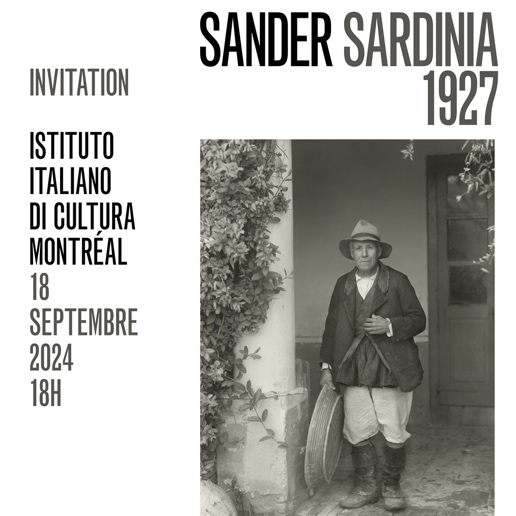 SANDER SARDINIA
1927
INVITATION
ISTITUTO
ITALIANO
DI CULTURA
MONTRÉAL
18
SEPTEMBRE
2024
18H